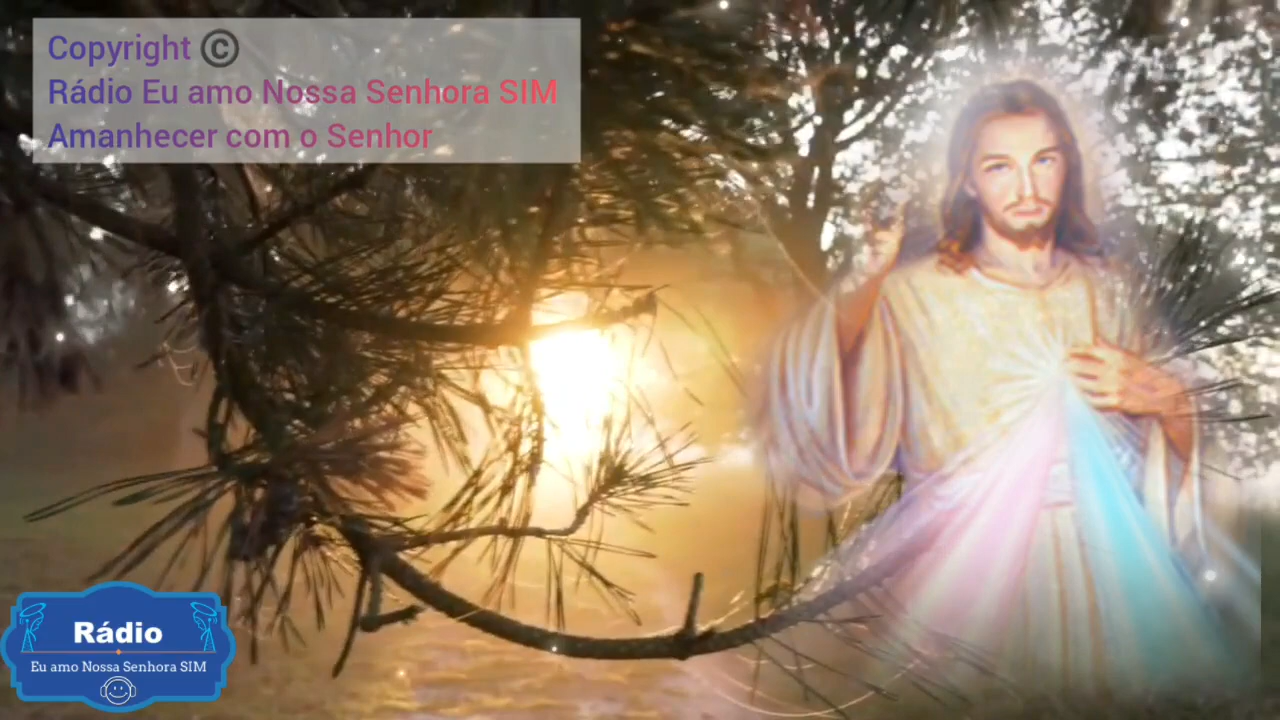 Copyright ©
Rádio Eu amo Nossa Senhora SIM
Amanhecer com o Senhor
Rádio
Eu amo Nossa Senhora SIM